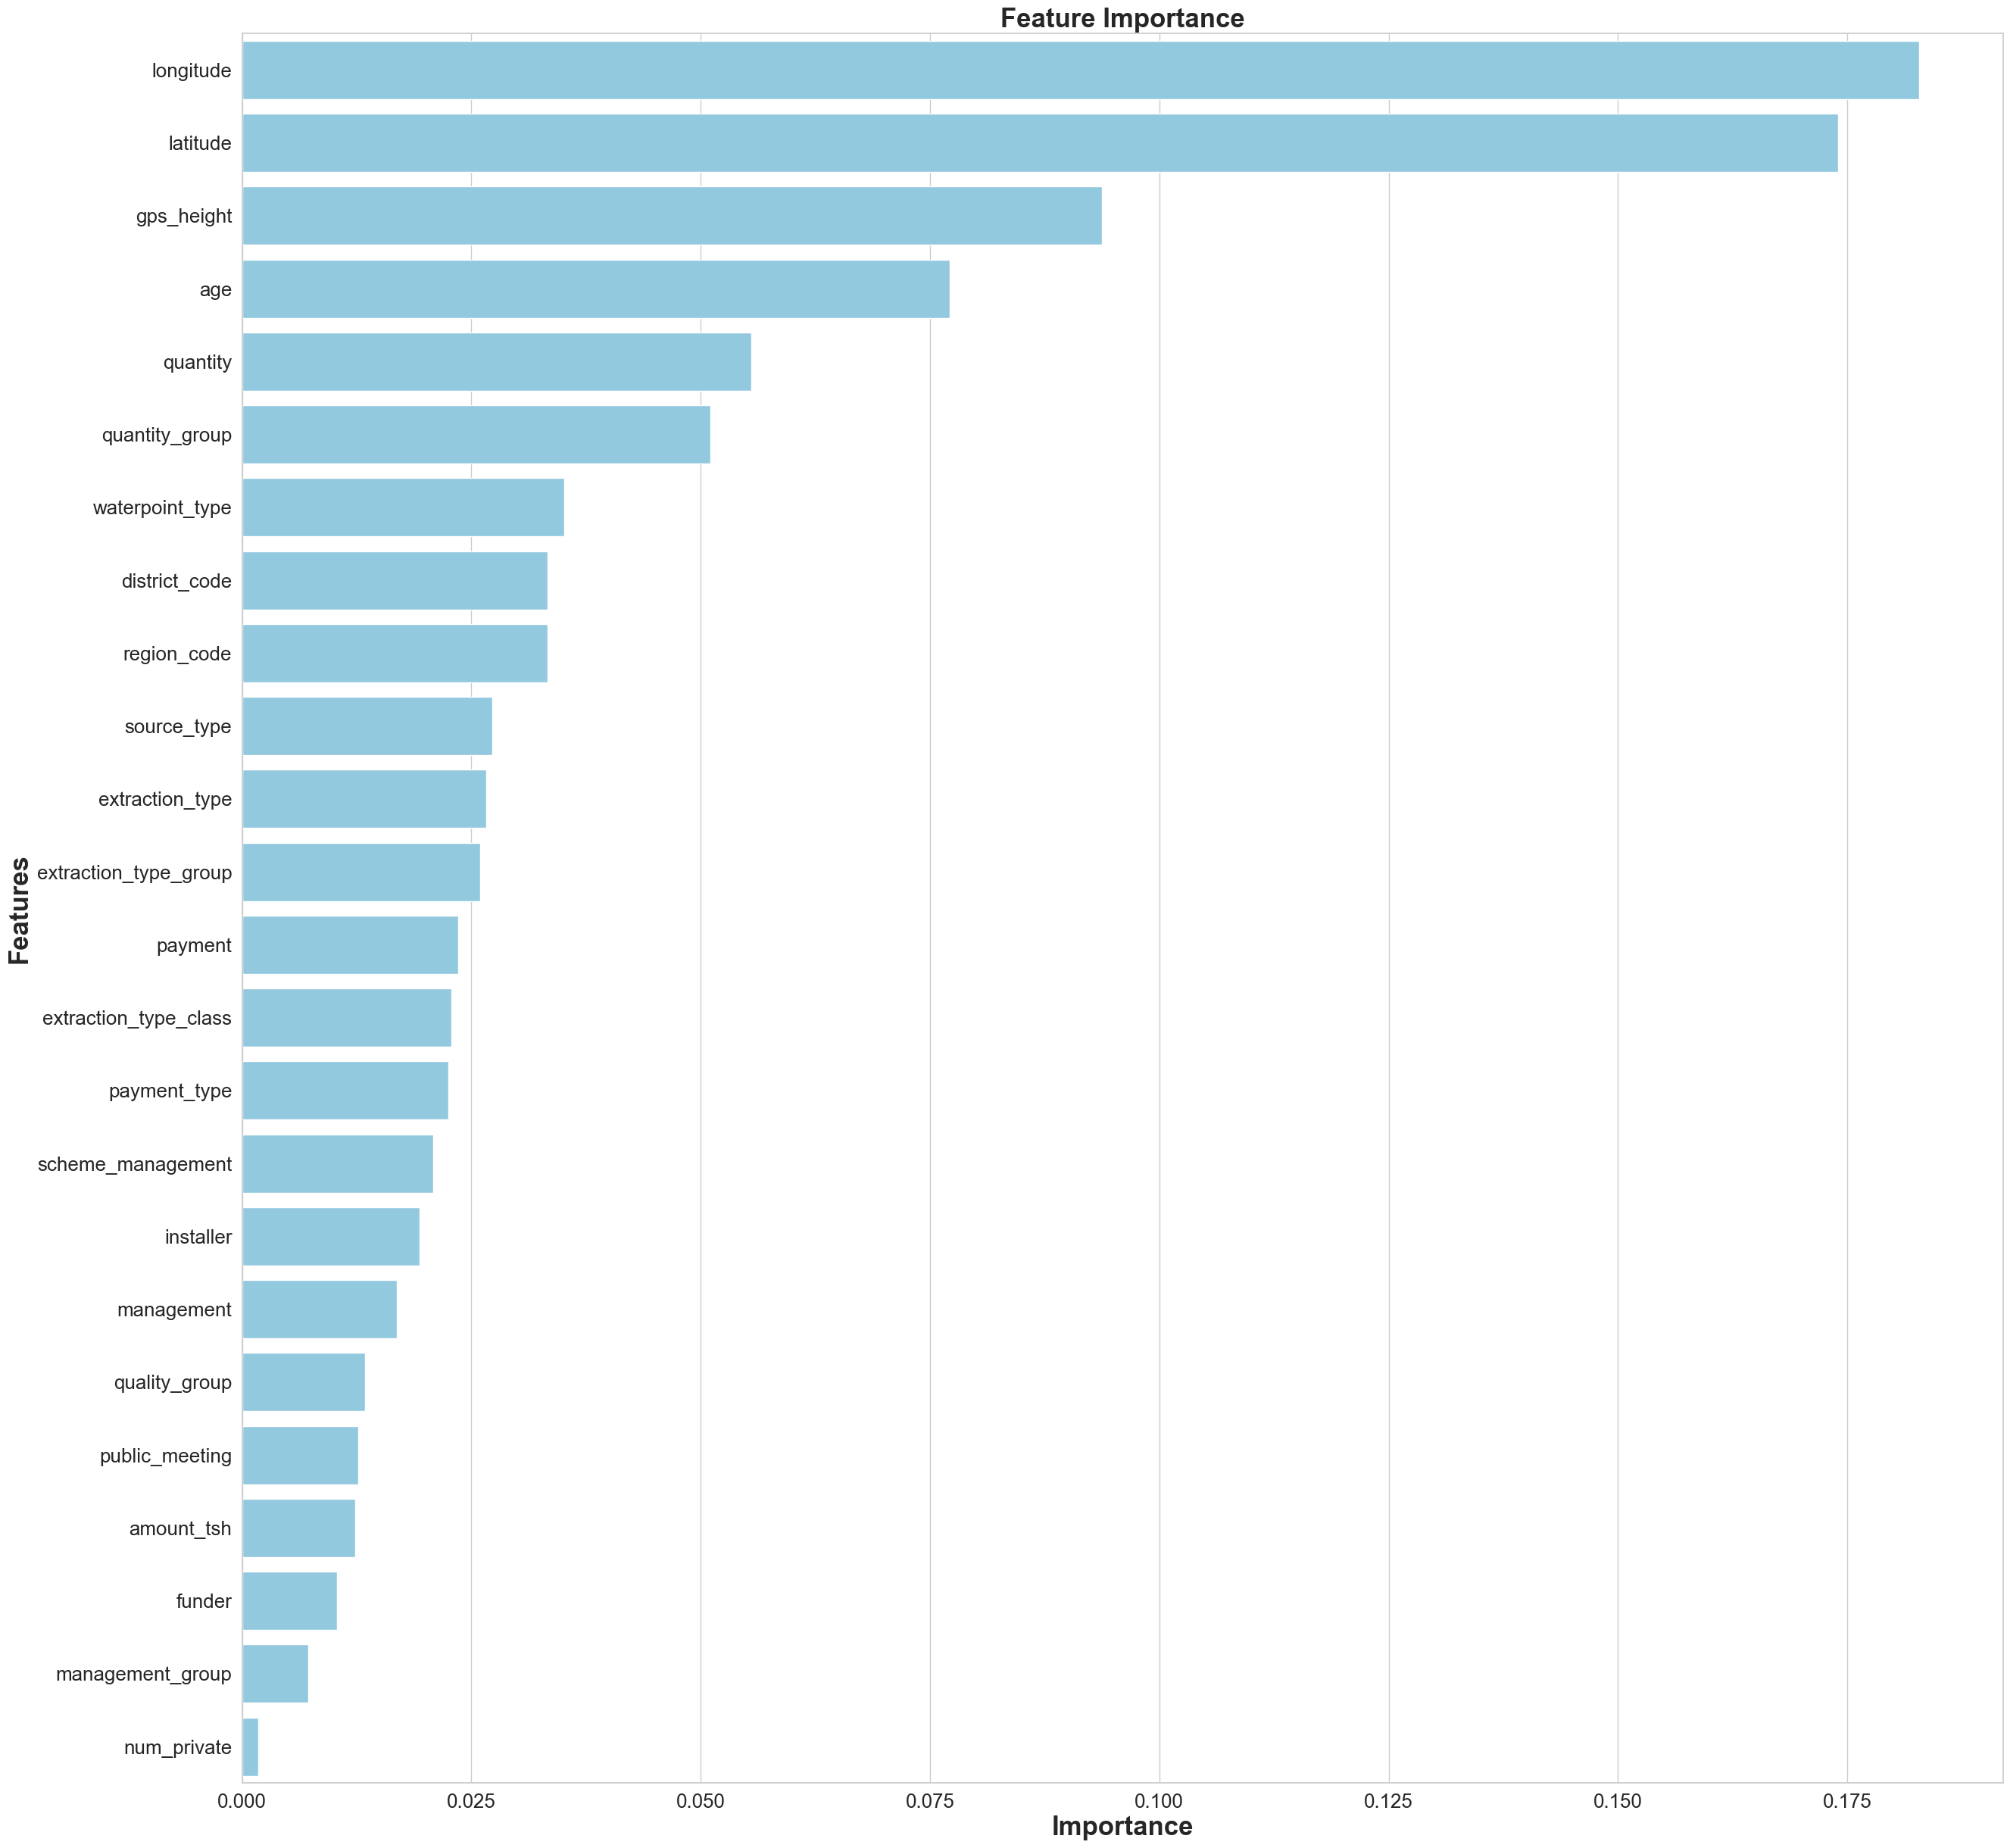 Feature Importance
longitude
latitude
gps_height
age
quantity
quantity_group
waterpoint_type
district_code
region_code
source_type
extraction_type
extraction_type_group
payment
extraction_type_class
payment_type
scheme_management
installer
management
quality_group
public_meeting
amount_tsh
funder
management_group
num_private
Features
0.000 0.025 0.050 0.075 0.100 0.125 0.150 0.175
Importance